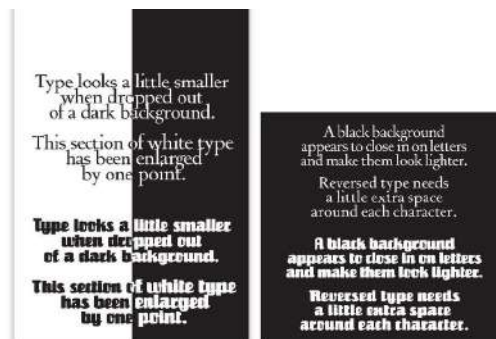 Type looks a little smaller
when dropped out
of a dark background.
This section of white type
has been enlarged
by one point.
Type looks a little smaller
when dropped out
of a dark background.
This section of white type
has been enlarged
by one point.
A black background
appears to close in on letters
and make them look lighter.
Reversed type needs
a little extra space
around each character.
A black background
appears to close in on letters
and make them look lighter.
Reversed type needs
a little extra space
around each character.